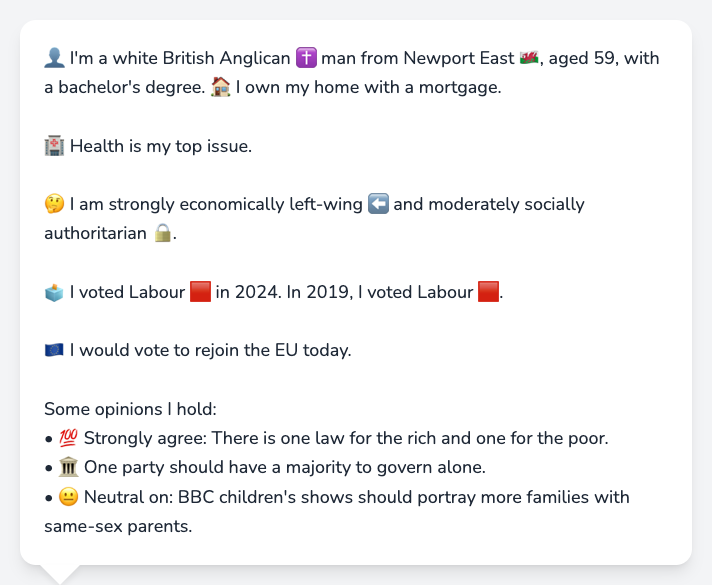 👤 I'm a white British Anglican ✝️ man from Newport East 🏴󠁧󠁢󠁷󠁬󠁳󠁿, aged 59, with
a bachelor's degree. 🏠 I own my home with a mortgage.
🏥 Health is my top issue.
🤔 I am strongly economically left-wing ⬅️ and moderately socially
authoritarian 🔒.
🗳️ I voted Labour 🟥 in 2024. In 2019, I voted Labour 🟥.
🇪🇺 I would vote to rejoin the EU today.
Some opinions I hold:
• 💯 Strongly agree: There is one law for the rich and one for the poor.
• 🏛️ One party should have a majority to govern alone.
• 😐 Neutral on: BBC children's shows should portray more families with
same-sex parents.